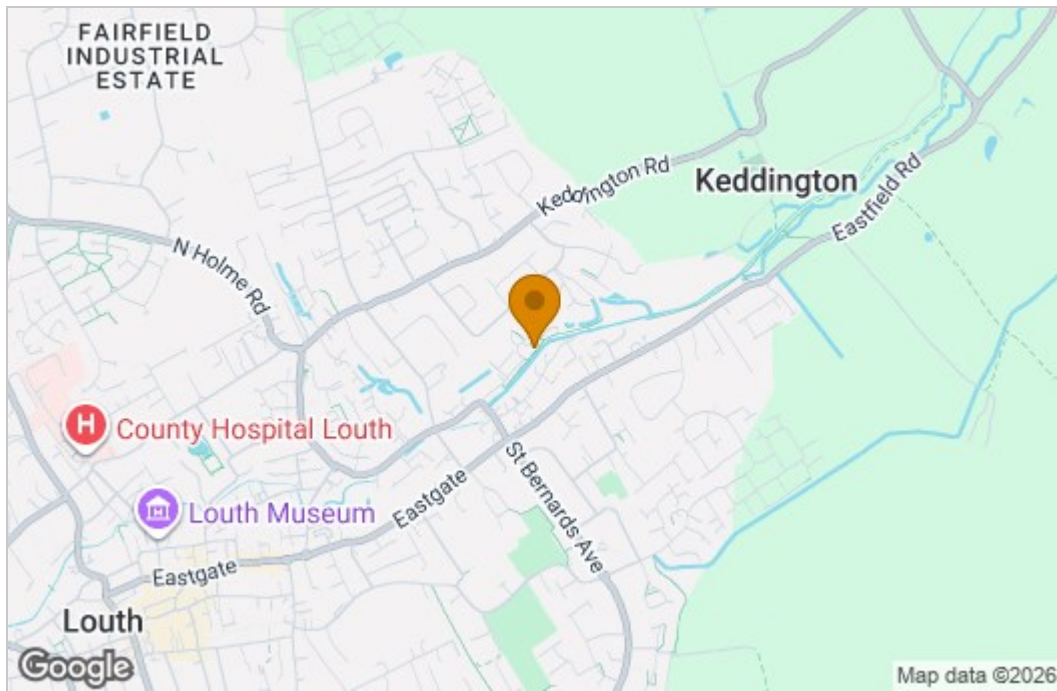 FAIRFIELD
INDUSTRIAL
ESTATE
Keddington Rd
Keddington
Eastfield Rd
N Holme Rd
H
County Hospital Louth
St Bernards Ave
Eastgate
Louth Museum
Eastgate
Louth
Google
Map data ©2026